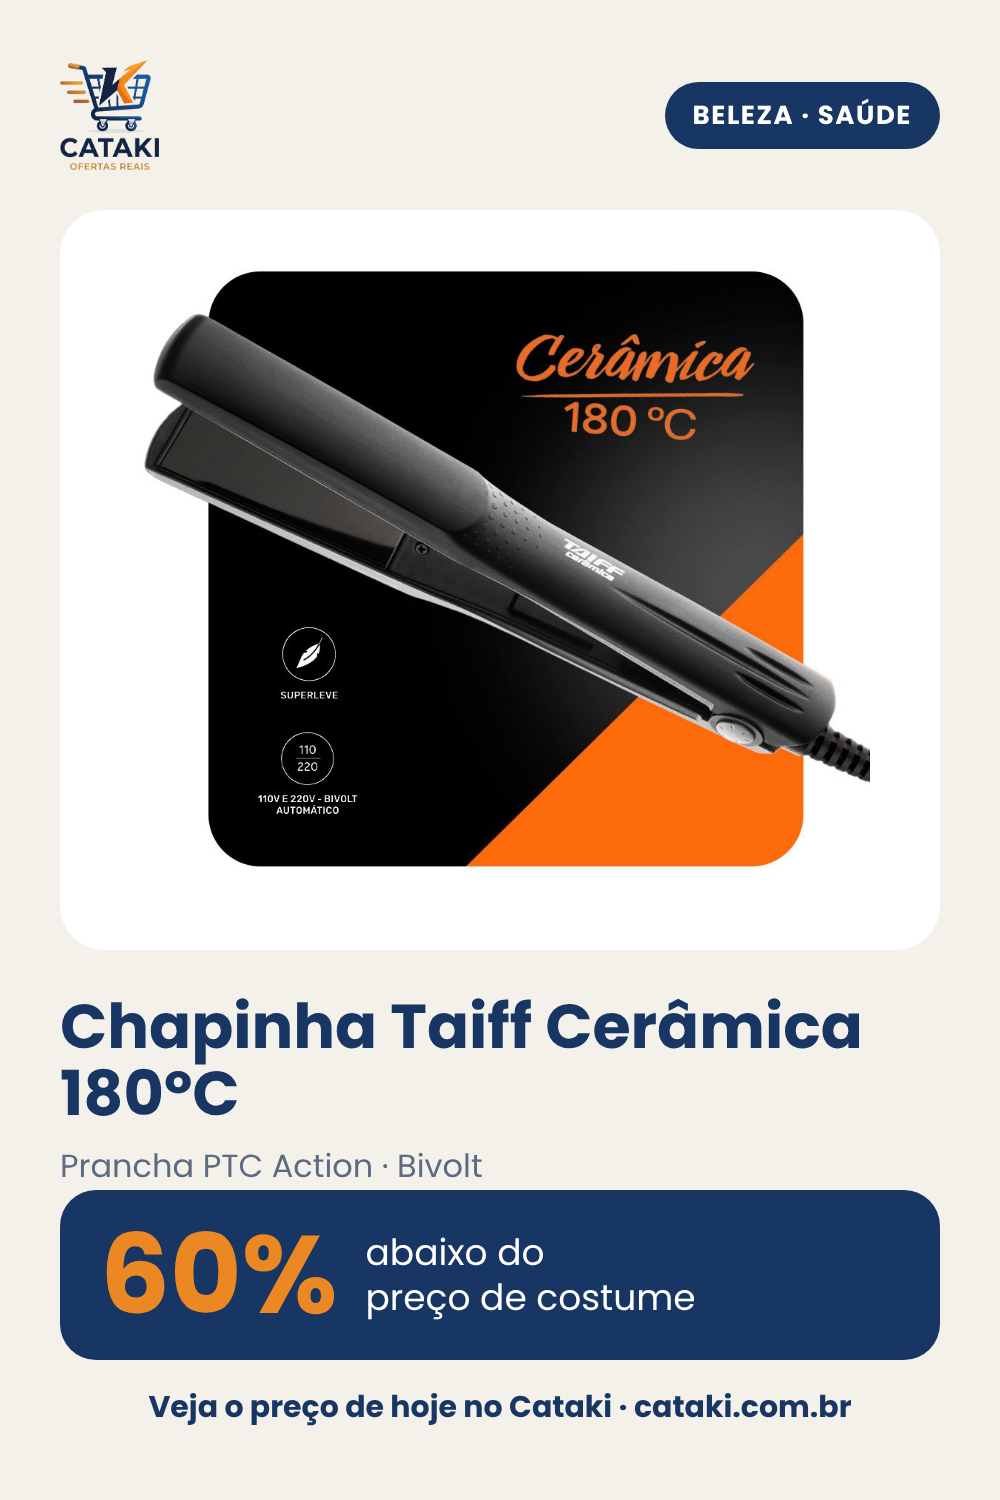 CATAKI
OFERTAS REAIS
BELEZA · SAÚDE
Cerâmica
180 ºC
TAIFF
cerâmica
SUPERLEVE
110
220
110V E 220V - BIVOLT
AUTOMÁTICO
Chapinha Taiff Cerâmica
180°C
Prancha PTC Action · Bivolt
60%
abaixo do
preço de costume
Veja o preço de hoje no Cataki · cataki.com.br